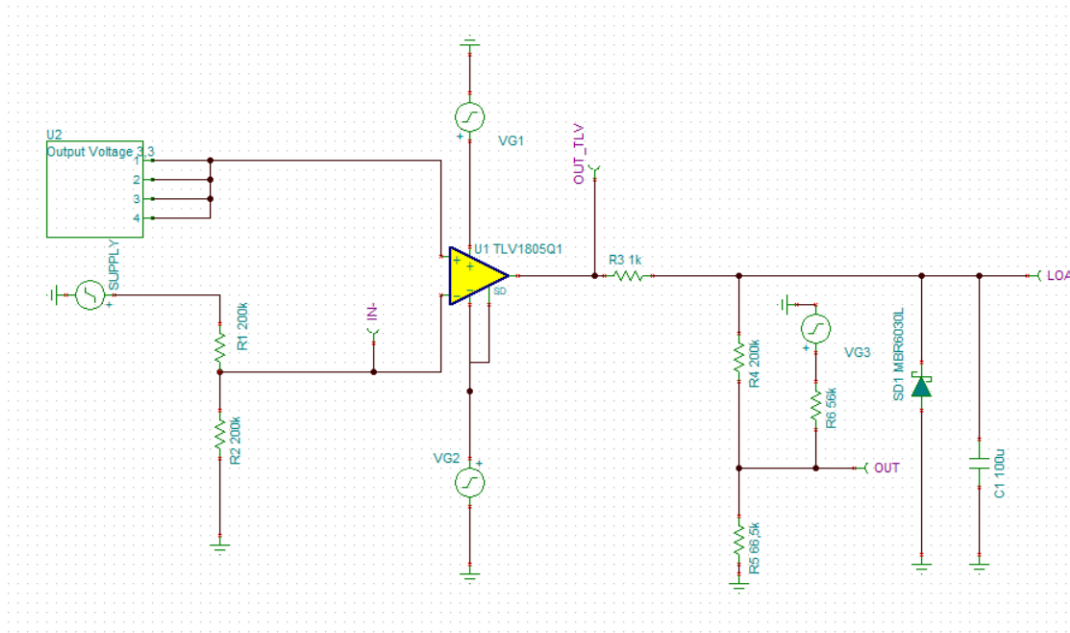 U2
Output Voltage 3,3
1
2
3
4
SUPPLY
R1 200k
R2 200k
IN-
VG1
+
U1 TLV1805Q1
SD
VG2
+
OUT_TLV
R3 1k
R4 200k
VG3
+
R6 56k
OUT
R5 66,5k
SD1 MBR6030L
C1 100u
LOA